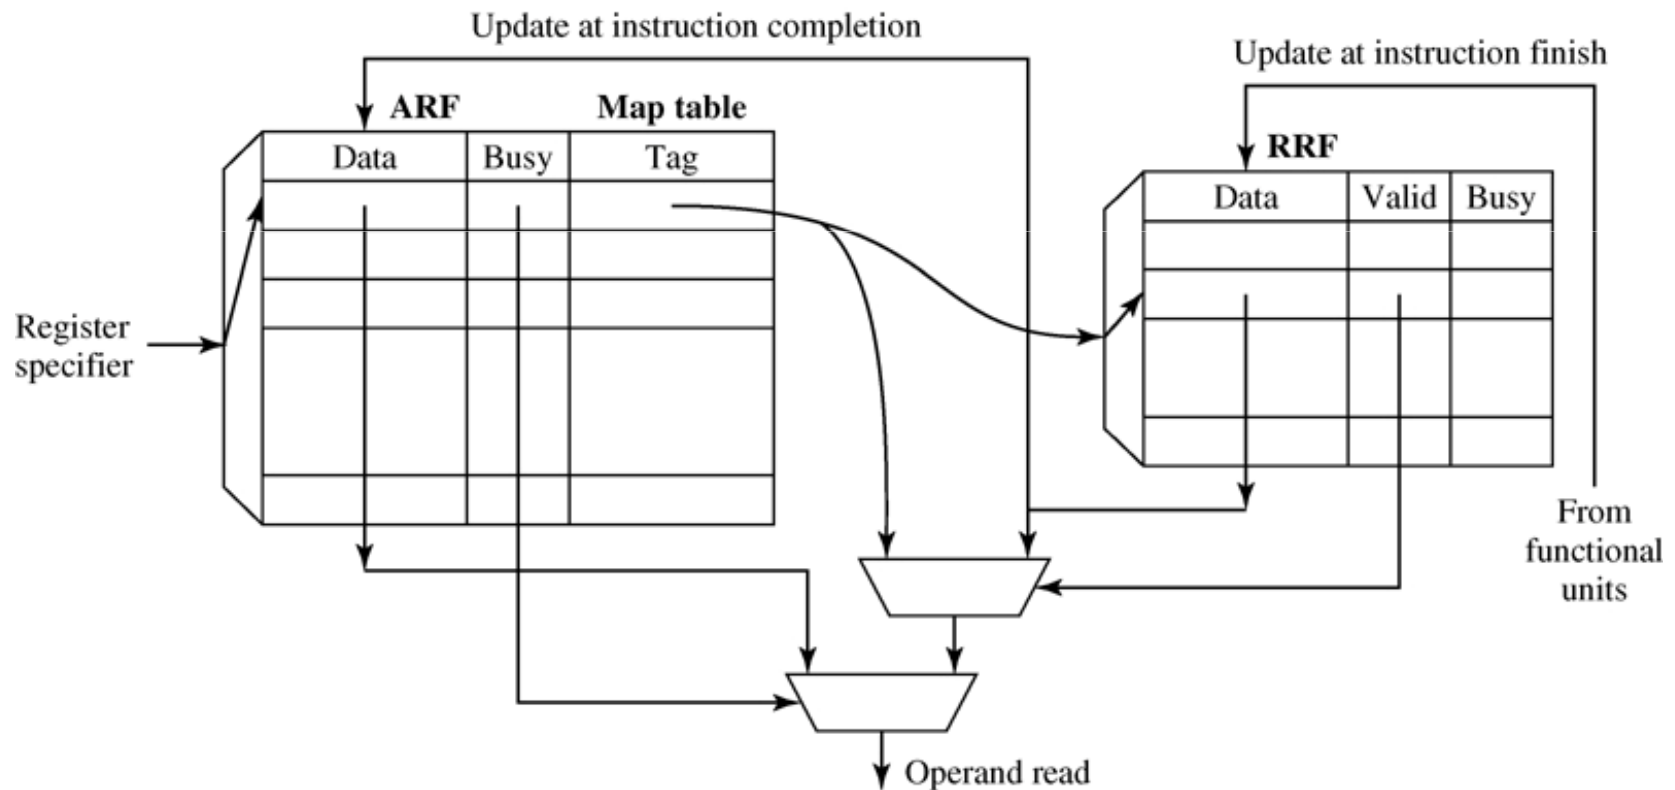 Update at instruction completion
Update at instruction finish
ARF
Map table
RRF
Data
Busy
Tag
Data
Valid
Busy
Register
specifier
From
functional
units
Operand read